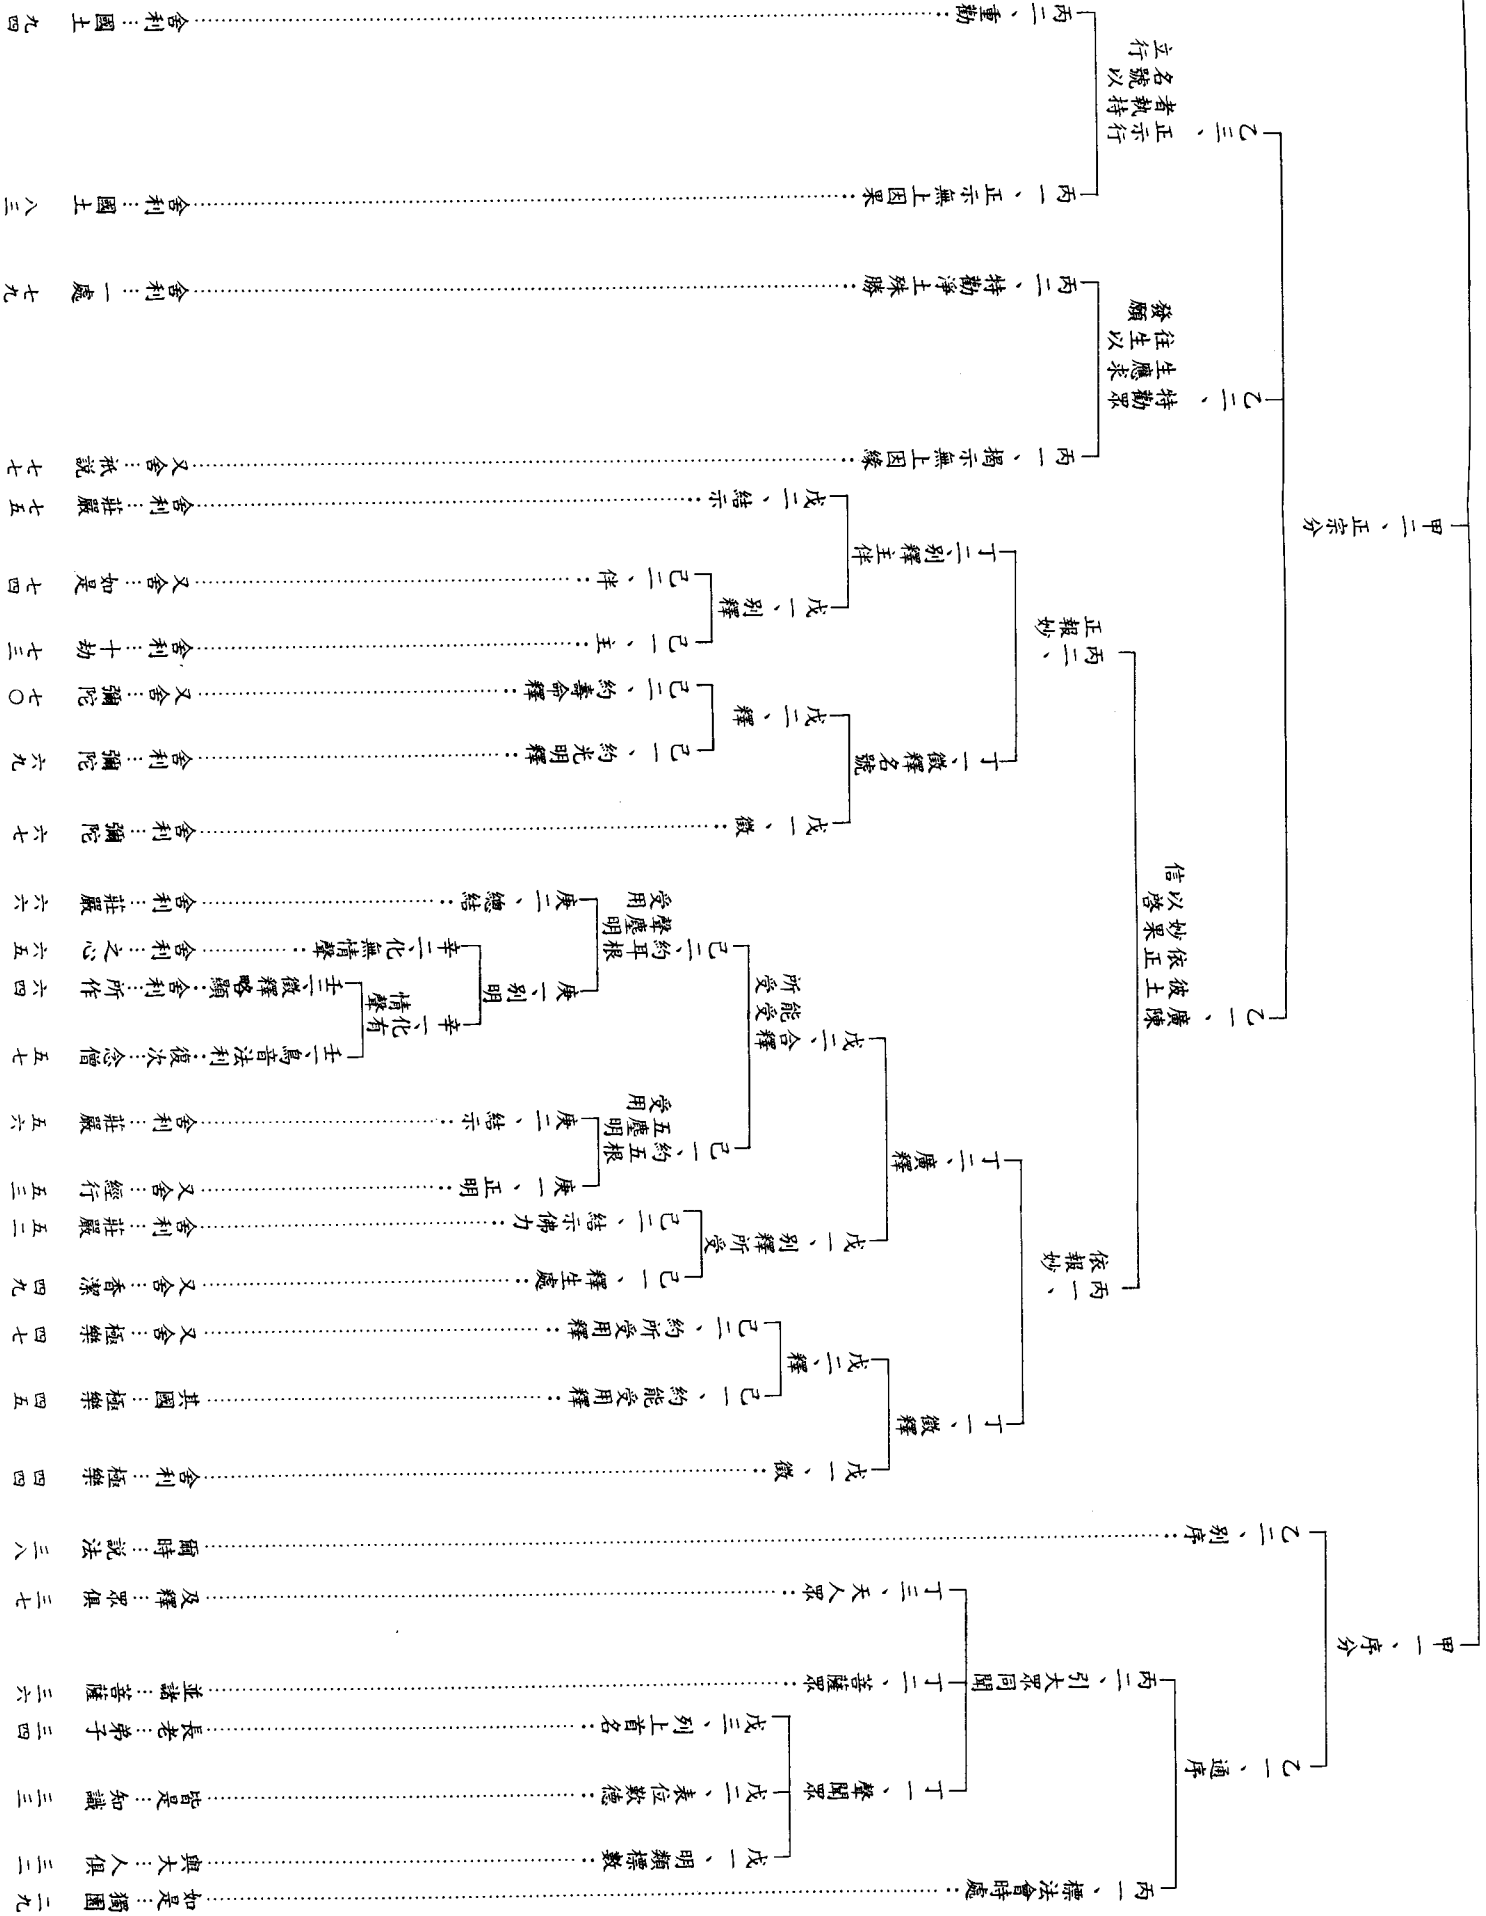 甲一、序分
乙一、通序
丙一、標法會時處‥如是…獨園 二九
丙二、引大眾同聞
丁一、聲聞眾
戊一、明類標數‥與大…人俱 三二
戊二、表位歎德‥皆是…知識 三三
戊三、列上首名‥長老…弟子 三四
丁二、菩薩眾‥並諸…菩薩 三六
丁三、天人眾‥及釋…眾俱 三七
乙二、別序‥爾時…說法 三八
甲二、正宗分
乙一、廣陳彼土依正妙果以啓信
丙一、依報妙
丁一、徵釋
戊一、徵‥舍利…極樂 四四
戊二、釋
己一、約能受用釋‥其國…極樂 四五
己二、約所受用釋‥又舍…極樂 四七
丁二、廣釋
戊一、別釋所受
己一、釋生處‥又舍…香潔 四九
己二、結示佛力‥舍利…莊嚴 五二
戊二、合釋能受所受
己一、約五根五塵明受用
庚一、正明‥又舍…經行 五三
庚二、結示‥舍利…莊嚴 五六
己二、約耳根聲塵明受用
庚一、別明
辛一、化有情聲
壬一、鳥音法利‥復次…念僧 五七
壬二、徵釋略顯‥舍利…所作 六四
辛二、化無情聲‥舍利…之心 六五
庚二、總結‥舍利…莊嚴 六六
丙二、正報妙
丁一、徵釋名號
戊一、徵‥舍利…彌陀 六七
戊二、釋
己一、約光明釋‥舍利…彌陀 六九
己二、約壽命釋‥又舍…彌陀 七〇
丁二、別釋主伴
戊一、別釋
己一、主‥舍利…十劫 七三
己二、伴‥又舍…如是 七四
戊二、結示‥舍利…莊嚴 七五
乙二、特勸眾生應求往生以發願
丙一、揭示無上因緣‥又舍…祇說 七七
丙二、特勸淨土殊勝‥舍利…一處 七九
乙三、正示行者執持名號以立行
丙一、正示無上因果‥舍利…國土 八三
丙二、重勸‥舍利…國土 九四